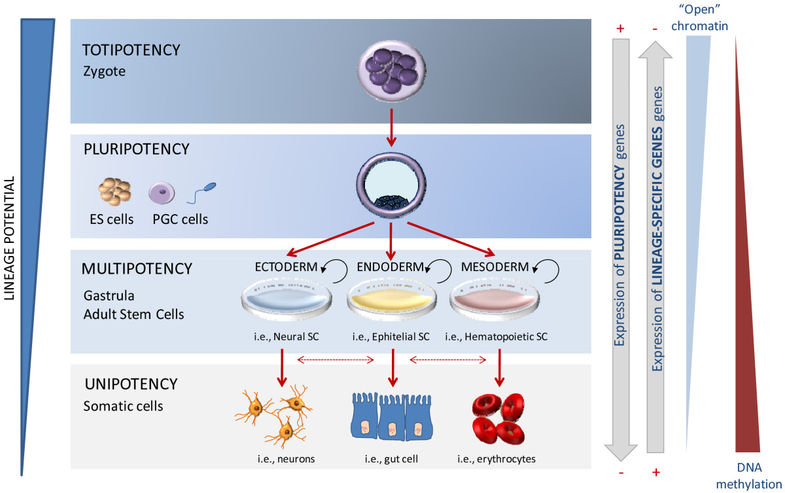 LINEAGE POTENTIAL
TOTIPOTENCY
Zygote
PLURIPOTENCY
ES cells
PGC cells
MULTIPOTENCY
Gastrula
Adult Stem Cells
ECTODERM
ENDODERM
MESODERM
i.e., Neural SC
i.e., Ephitelial SC
i.e., Hematopoietic SC
UNIPOTENCY
Somatic cells
i.e., neurons
i.e., gut cell
i.e., erythrocytes
+
-
Expression of PLURIPOTENCY genes
Expression of LINEAGE-SPECIFIC GENES genes
-
+
“Open”
chromatin
DNA
methylation